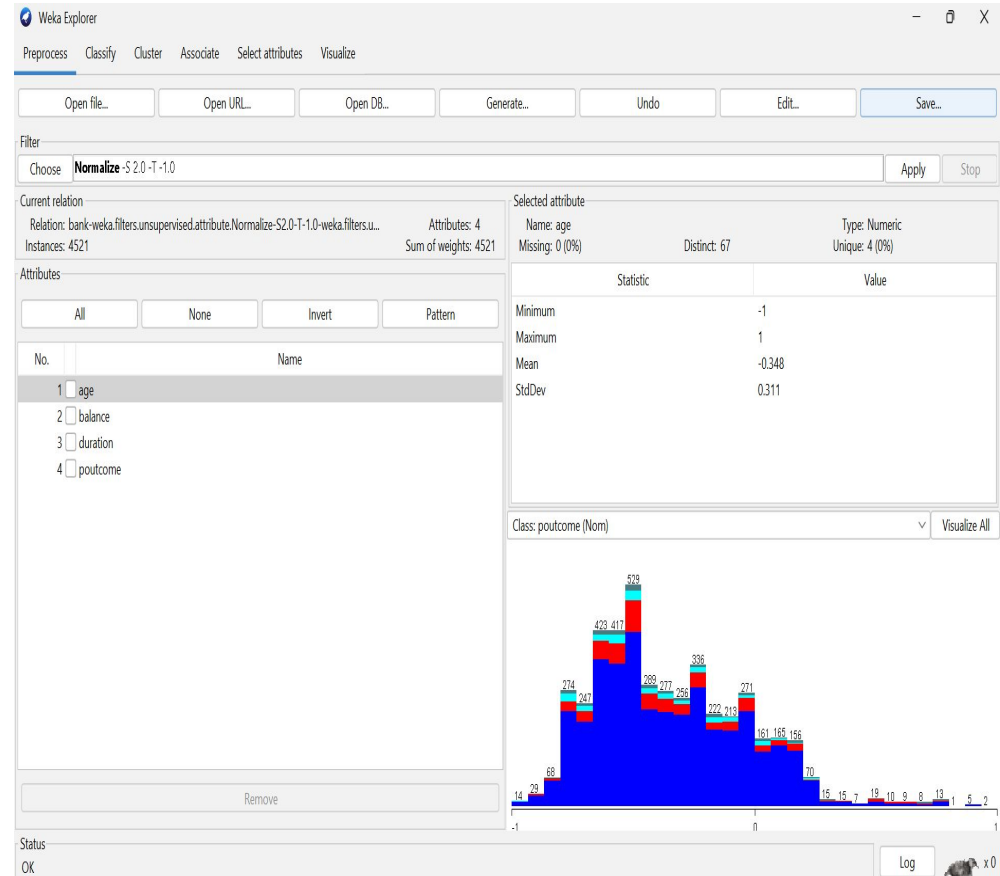 Weka Explorer
Preprocess Classify Cluster Associate Select attributes Visualize
Open file... Open URL... Open DB... Generate... Undo Edit... Save...
Filter
Choose Normalize -S 2.0 -T -1.0 Apply Stop
Current relation
Relation: bank-weka.filters.unsupervised.attribute.Normalize-S2.0-T-1.0-weka.filters.u... Attributes: 4
Instances: 4521 Sum of weights: 4521
Selected attribute
Name: age Type: Numeric
Missing: 0 (0%) Distinct: 67 Unique: 4 (0%)
Attributes
All None Invert Pattern
No. Name
1 age
2 balance
3 duration
4 poutcome
Remove
Statistic Value
Minimum -1
Maximum 1
Mean -0.348
StdDev 0.311
Class: poutcome (Nom) Visualize All
14 29 68 274 247 423 417 529 289 277 256 336 222 213 271 161 165 156 70 15 15 7 19 10 9 8 13 1 5 2
-1 0 1
Status
OK
Log x 0